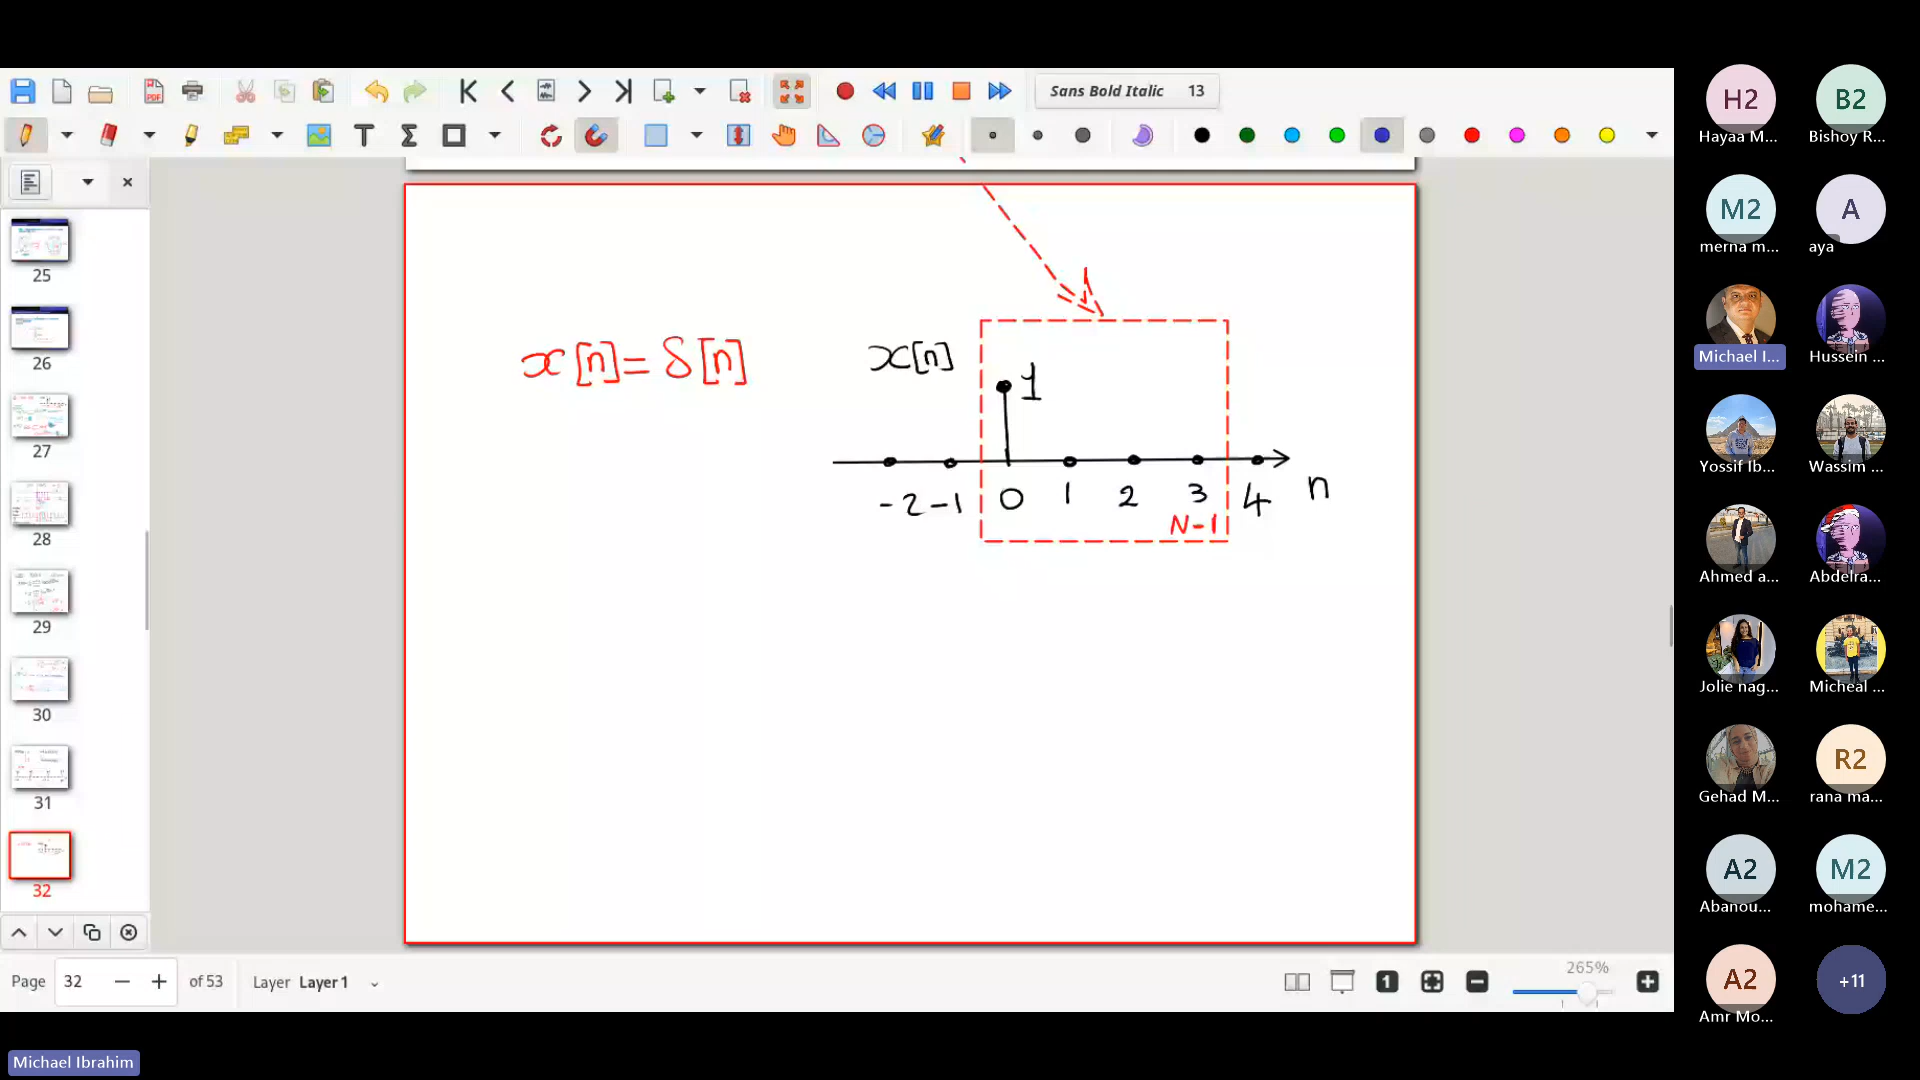 Sans Bold Italic 13
25
26
27
28
29
30
31
32
x[n]=δ[n]
x[n]
1
-2 -1 0 1 2 3 4 n
N-1
Page 32 of 53 Layer Layer 1
265%
Michael Ibrahim
H2 B2
Hayaa M... Bishoy R...
M2 A
merna m... aya
Michael I... Hussein ...
Yossif Ib... Wassim ...
Ahmed a... Abdelra...
Jolie nag... Micheal ...
R2
Gehad M... rana ma...
A2 M2
Abanou... mohame...
A2 +11
Amr Mo...